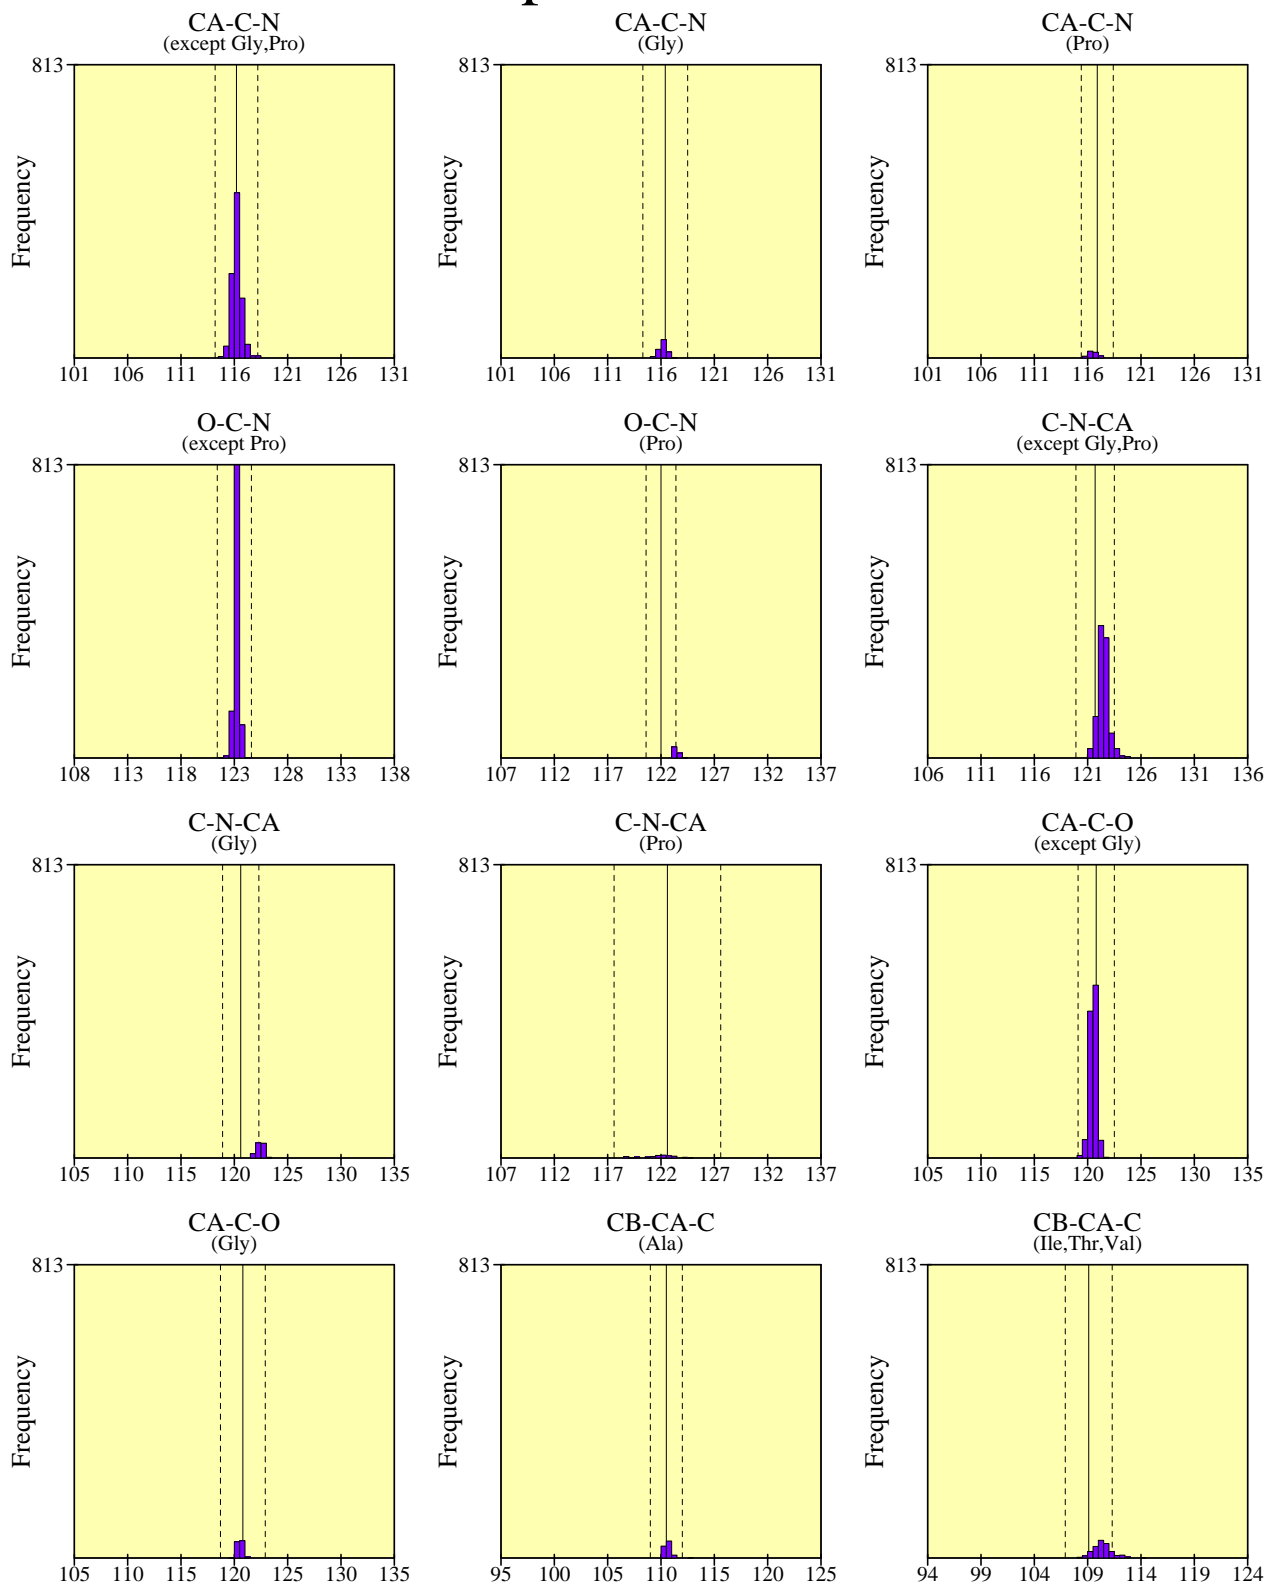 CA-C-N CA-C-N CA-C-N
(except Gly,Pro) (Gly) (Pro)
813 813 813
Frequency Frequency Frequency
101 106 111 116 121 126 131 101 106 111 116 121 126 131 101 106 111 116 121 126 131
O-C-N O-C-N C-N-CA
(except Pro) (Pro) (except Gly,Pro)
813 813 813
Frequency Frequency Frequency
108 113 118 123 128 133 138 107 112 117 122 127 132 137 106 111 116 121 126 131 136
C-N-CA C-N-CA CA-C-O
(Gly) (Pro) (except Gly)
813 813 813
Frequency Frequency Frequency
105 110 115 120 125 130 135 107 112 117 122 127 132 137 105 110 115 120 125 130 135
CA-C-O CB-CA-C CB-CA-C
(Gly) (Ala) (Ile,Thr,Val)
813 813 813
Frequency Frequency Frequency
105 110 115 120 125 130 135 95 100 105 110 115 120 125 94 99 104 109 114 119 124